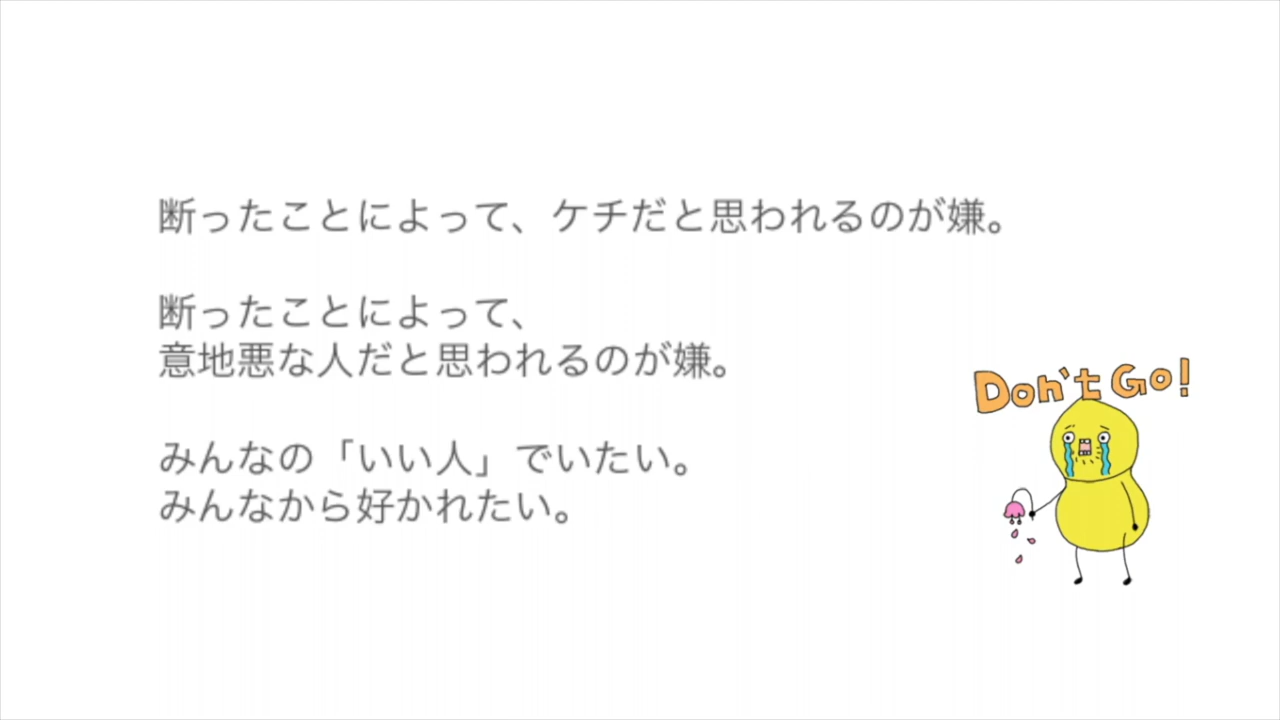 断ったことによって、ケチだと思われるのが嫌。
断ったことによって、
意地悪な人だと思われるのが嫌。
みんなの「いい人」でいたい。
みんなから好かれたい。
Don't Go!